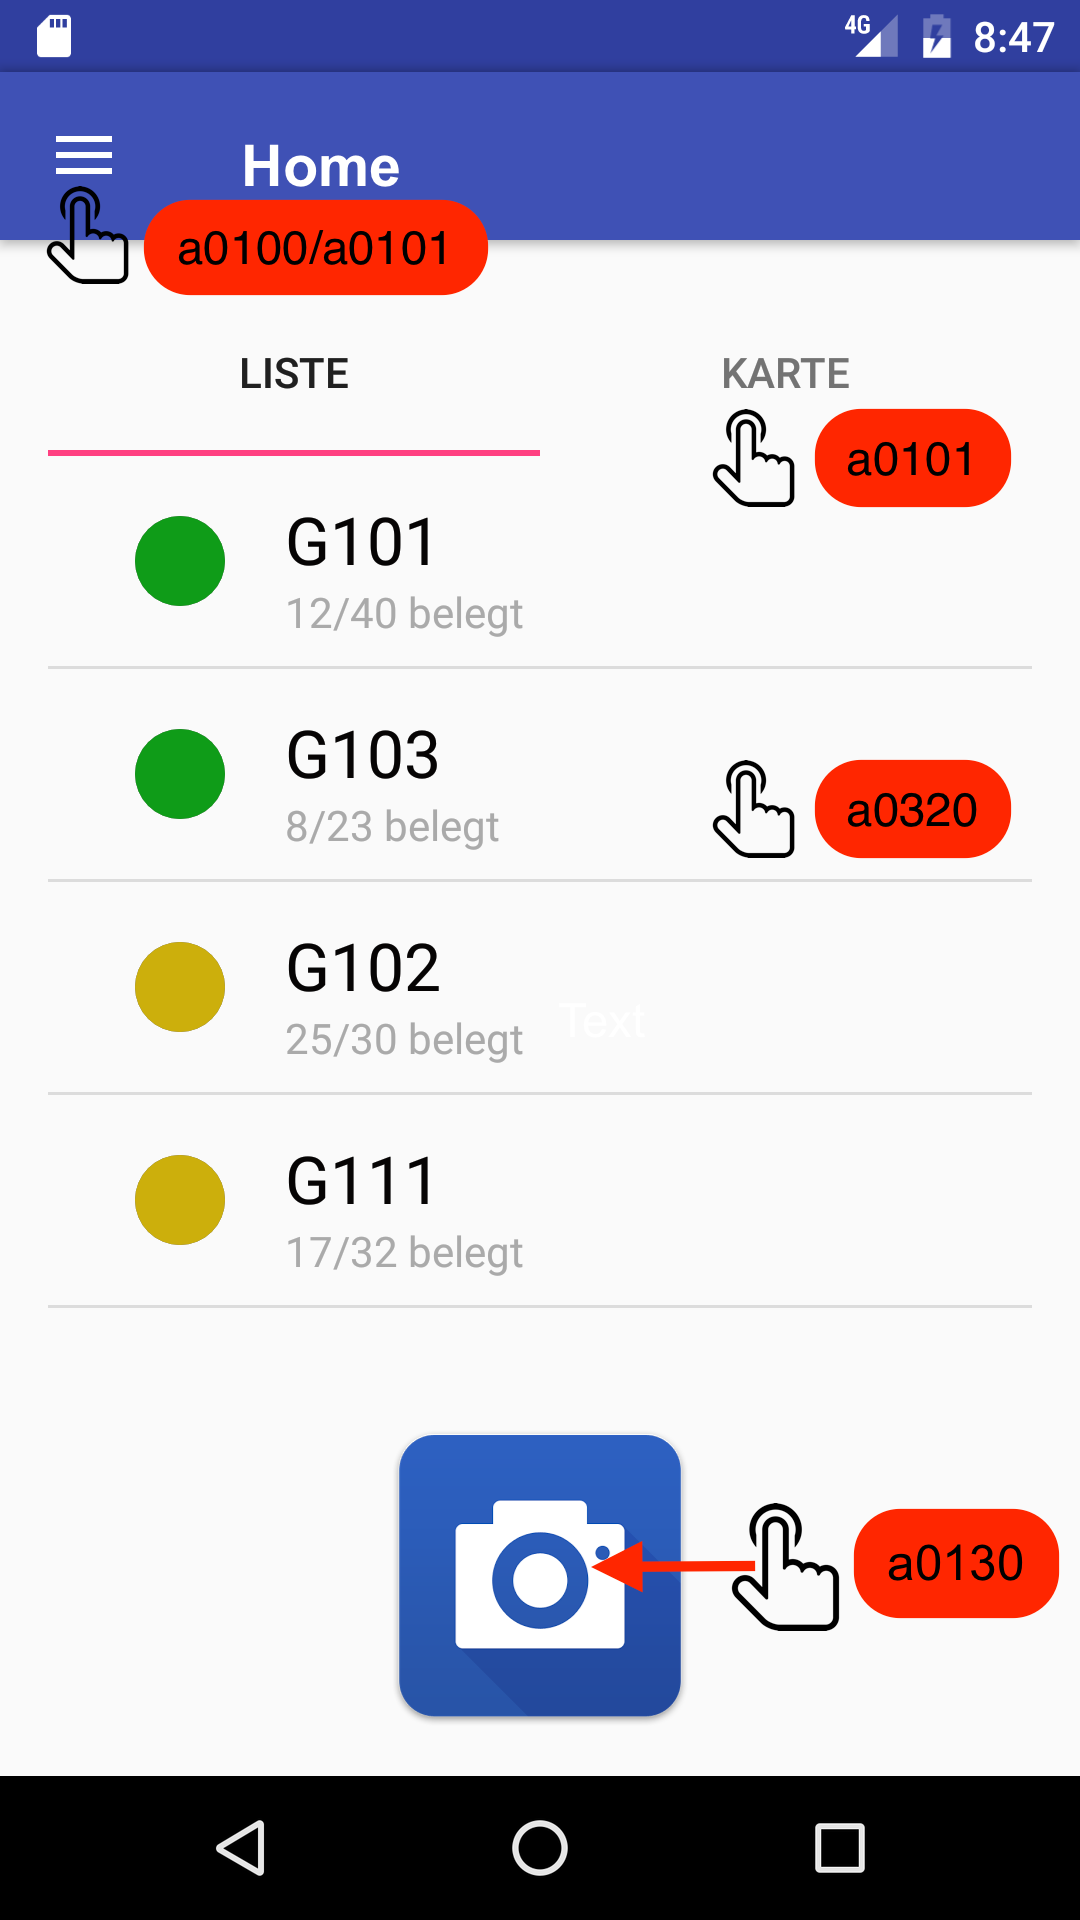 4G 8:47
Home
a0100/a0101
LISTE KARTE
a0101
G101
12/40 belegt
G103
8/23 belegt
a0320
G102
25/30 belegt
Text
G111
17/32 belegt
a0130